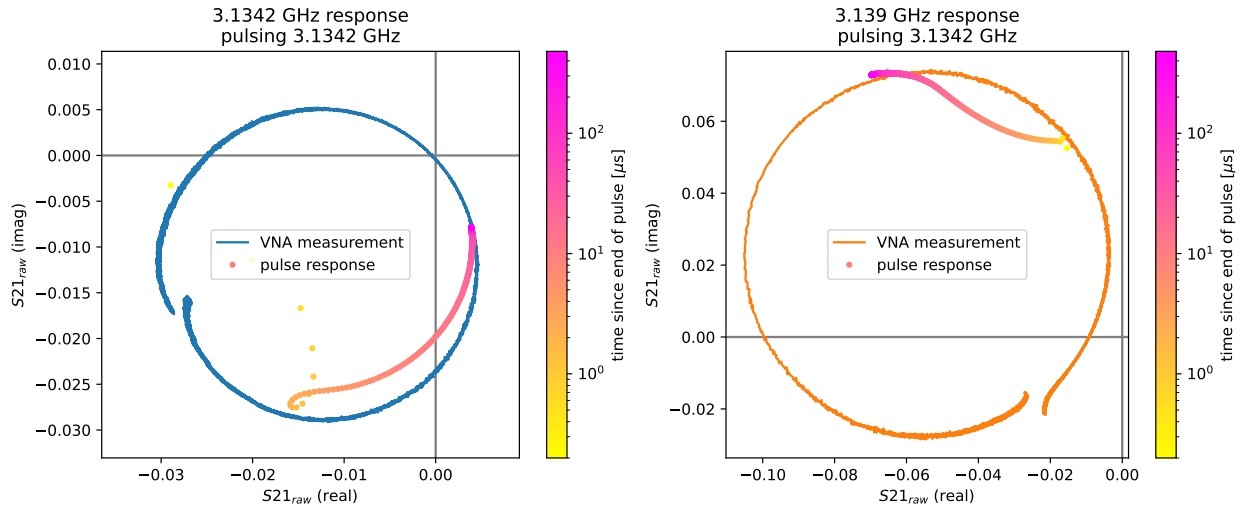 3.1342 GHz response
pulsing 3.1342 GHz
0.010
0.005
0.000
−0.005
−0.010
−0.015
−0.020
−0.025
−0.030
S21raw (imag)
VNA measurement
pulse response
−0.03
−0.02
−0.01
0.00
S21raw (real)
10²
10¹
10⁰
time since end of pulse [µs]
3.139 GHz response
pulsing 3.1342 GHz
0.06
0.04
0.02
0.00
−0.02
S21raw (imag)
VNA measurement
pulse response
−0.10
−0.08
−0.06
−0.04
−0.02
0.00
S21raw (real)
10²
10¹
10⁰
time since end of pulse [µs]